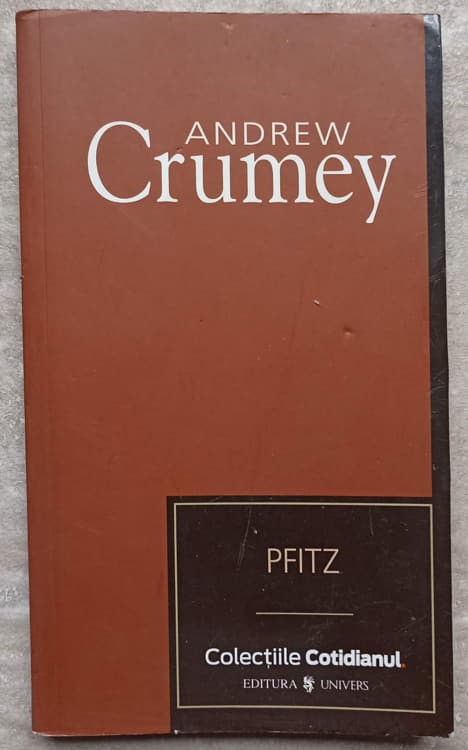 ANDREW
Crumey
PFITZ
Colecțiile Cotidianul.
EDITURA UNIVERS